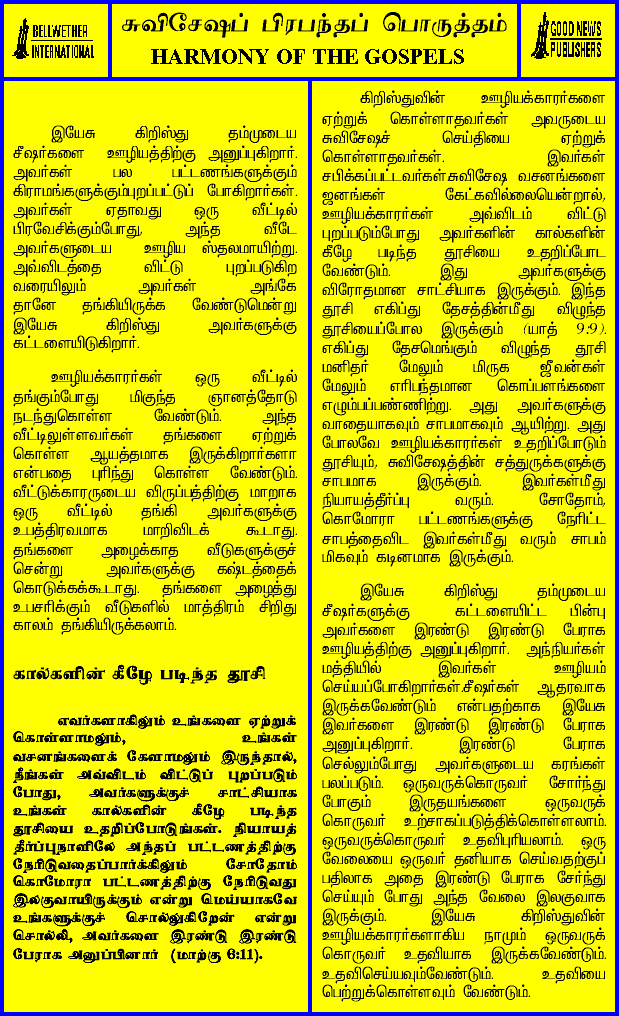 BELLWETHER
INTERNATIONAL
சுவிசேஷப் பிரபந்தப் பொருத்தம்
HARMONY OF THE GOSPELS
GOOD NEWS
PUBLISHERS
இயேசு கிறிஸ்து தம்முடைய
சீஷர்களை ஊழியத்திற்கு அனுப்புகிறார்.
அவர்கள் பல பட்டணங்களுக்கும்
கிராமங்களுக்கும்புறப்பட்டுப் போகிறார்கள்.
அவர்கள் ஏதாவது ஒரு வீட்டில்
பிரவேசிக்கும்போது, அந்த வீடே
அவர்களுடைய ஊழிய ஸ்தலமாயிற்று.
அவ்விடத்தை விட்டு புறப்படுகிற
வரையிலும் அவர்கள் அங்கே
தானே தங்கியிருக்க வேண்டுமென்று
இயேசு கிறிஸ்து அவர்களுக்கு
கட்டளையிடுகிறார்.
ஊழியக்காரர்கள் ஒரு வீட்டில்
தங்கும்போது மிகுந்த ஞானத்தோடு
நடந்துகொள்ள வேண்டும். அந்த
வீட்டிலுள்ளவர்கள் தங்களை ஏற்றுக்
கொள்ள ஆயத்தமாக இருக்கிறார்களா
என்பதை புரிந்து கொள்ள வேண்டும்.
வீட்டுக்காரருடைய விருப்பத்திற்கு மாறாக
ஒரு வீட்டில் தங்கி அவர்களுக்கு
உபத்திரவமாக மாறிவிடக் கூடாது.
தங்களை அழைக்காத வீடுகளுக்குச்
சென்று அவர்களுக்கு கஷ்டத்தைக்
கொடுக்கக்கூடாது. தங்களை அழைத்து
உபசரிக்கும் வீடுகளில் மாத்திரம் சிறிது
காலம் தங்கியிருக்கலாம்.
கால்களின் கீழே படிந்த தூசி
எவர்களாகிலும் உங்களை ஏற்றுக்
கொள்ளாமலும், உங்கள்
வசனங்களைக் கேளாமலும் இருந்தால்,
நீங்கள் அவ்விடம் விட்டுப் புறப்படும்
போது, அவர்களுக்குச் சாட்சியாக
உங்கள் கால்களின் கீழே படிந்த
தூசியை உதறிப்போடுங்கள். நியாயத்
தீர்ப்புநாளிலே அந்தப் பட்டணத்திற்கு
நேரிடுவதைப்பார்க்கிலும் சோதோம்
கொமோரா பட்டணத்திற்கு நேரிடுவது
இலகுவாயிருக்கும் என்று மெய்யாகவே
உங்களுக்குச் சொல்லுகிறேன் என்று
சொல்லி, அவர்களை இரண்டு இரண்டு
பேராக அனுப்பினார் (மாற்கு 6:11).
கிறிஸ்துவின் ஊழியக்காரர்களை
ஏற்றுக் கொள்ளாதவர்கள் அவருடைய
சுவிசேஷச் செய்தியை ஏற்றுக்
கொள்ளாதவர்கள். இவர்கள்
சபிக்கப்பட்டவர்கள்.சுவிசேஷ வசனங்களை
ஜனங்கள் கேட்கவில்லையென்றால்,
ஊழியக்காரர்கள் அவ்விடம் விட்டு
புறப்படும்போது அவர்களின் கால்களின்
கீழே படிந்த தூசியை உதறிப்போட
வேண்டும். இது அவர்களுக்கு
விரோதமான சாட்சியாக இருக்கும். இந்த
தூசி எகிப்து தேசத்தின்மீது விழுந்த
தூசியைப்போல இருக்கும் (யாத் 9:9).
எகிப்து தேசமெங்கும் விழுந்த தூசி
மனிதர் மேலும் மிருக ஜீவன்கள்
மேலும் எரிபந்தமான கொப்பளங்களை
எழும்பப்பண்ணிற்று. அது அவர்களுக்கு
வாதையாகவும் சாபமாகவும் ஆயிற்று. அது
போலவே ஊழியக்காரர்கள் உதறிப்போடும்
தூசியும், சுவிசேஷத்தின் சத்துருக்களுக்கு
சாபமாக இருக்கும். இவர்கள்மீது
நியாயத்தீர்ப்பு வரும். சோதோம்,
கொமோரா பட்டணங்களுக்கு நேரிட்ட
சாபத்தைவிட இவர்கள்மீது வரும் சாபம்
மிகவும் கடினமாக இருக்கும்.
இயேசு கிறிஸ்து தம்முடைய
சீஷர்களுக்கு கட்டளையிட்ட பின்பு
அவர்களை இரண்டு இரண்டு பேராக
ஊழியத்திற்கு அனுப்புகிறார். அந்நியர்கள்
மத்தியில் இவர்கள் ஊழியம்
செய்யப்போகிறார்கள்.சீஷர்கள் ஆதரவாக
இருக்கவேண்டும் என்பதற்காக இயேசு
இவர்களை இரண்டு இரண்டு பேராக
அனுப்புகிறார். இரண்டு பேராக
செல்லும்போது அவர்களுடைய கரங்கள்
பலப்படும். ஒருவருக்கொருவர் சோர்ந்து
போகும் இருதயங்களை ஒருவருக்
கொருவர் உற்சாகப்படுத்திக்கொள்ளலாம்.
ஒருவருக்கொருவர் உதவிபுரியலாம். ஒரு
வேலையை ஒருவர் தனியாக செய்வதற்குப்
பதிலாக அதை இரண்டு பேராக சேர்ந்து
செய்யும் போது அந்த வேலை இலகுவாக
இருக்கும். இயேசு கிறிஸ்துவின்
ஊழியக்காரர்களாகிய நாமும் ஒருவருக்
கொருவர் உதவியாக இருக்கவேண்டும்.
உதவிசெய்யவும்வேண்டும். உதவியை
பெற்றுக்கொள்ளவும் வேண்டும்.